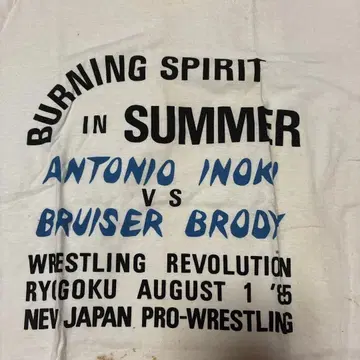 BURNING SPIRIT
IN SUMMER
ANTONIO INOKI
VS
BRUISER BRODY
WRESTLING REVOLUTION
RYOGOKU AUGUST 1 '85
NEW JAPAN PRO-WRESTLING